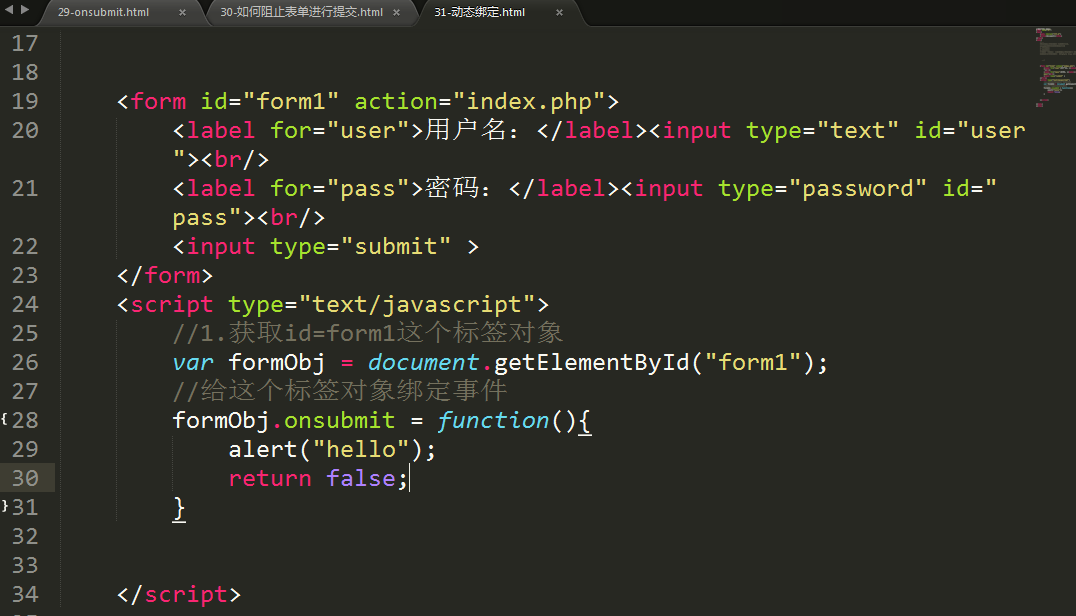 29-onsubmit.html × 30-如何阻止表单进行提交.html × 31-动态绑定.html ×
17
18
19 <form id="form1" action="index.php">
20 <label for="user">用户名：</label><input type="text" id="user
"><br/>
21 <label for="pass">密码：</label><input type="password" id="
pass"><br/>
22 <input type="submit" >
23 </form>
24 <script type="text/javascript">
25 //1.获取id=form1这个标签对象
26 var formObj = document.getElementById("form1");
27 //给这个标签对象绑定事件
{28 formObj.onsubmit = function(){
29 alert("hello");
30 return false;
}31 }
32
33
34 </script>